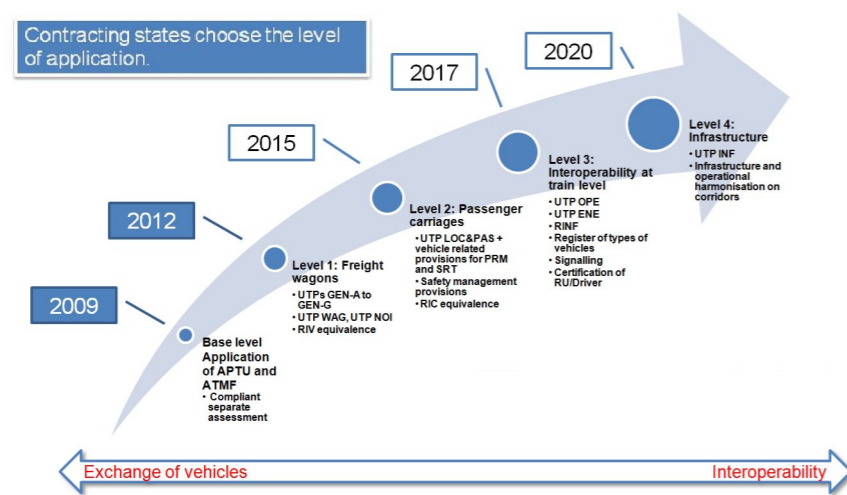 Contracting states choose the level
of application.
2009
2012
2015
2017
2020
Base level
Application
of APTU and
ATMF
• Compliant
separate
assessment
Level 1: Freight
wagons
• UTPs GEN-A to
GEN-G
• UTP WAG, UTP NOI
• RIV equivalence
Level 2: Passenger
carriages
• UTP LOC&PAS +
vehicle related
provisions for PRM
and SRT
• Safety management
provisions
• RIC equivalence
Level 3:
Interoperability at
train level
• UTP OPE
• UTP ENE
• RINF
• Register of types of
vehicles
• Signalling
• Certification of
RU/Driver
Level 4:
Infrastructure
• UTP INF
• Infrastructure and
operational
harmonisation on
corridors
Exchange of vehicles
Interoperability